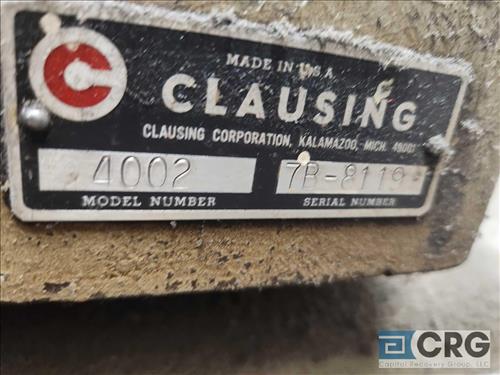 MADE IN U.S.A
CLAUSING
CLAUSING CORPORATION, KALAMAZOO, MICH. 49001
4002
MODEL NUMBER SERIAL NUMBER
CRG
Capital Recovery Group, LLC